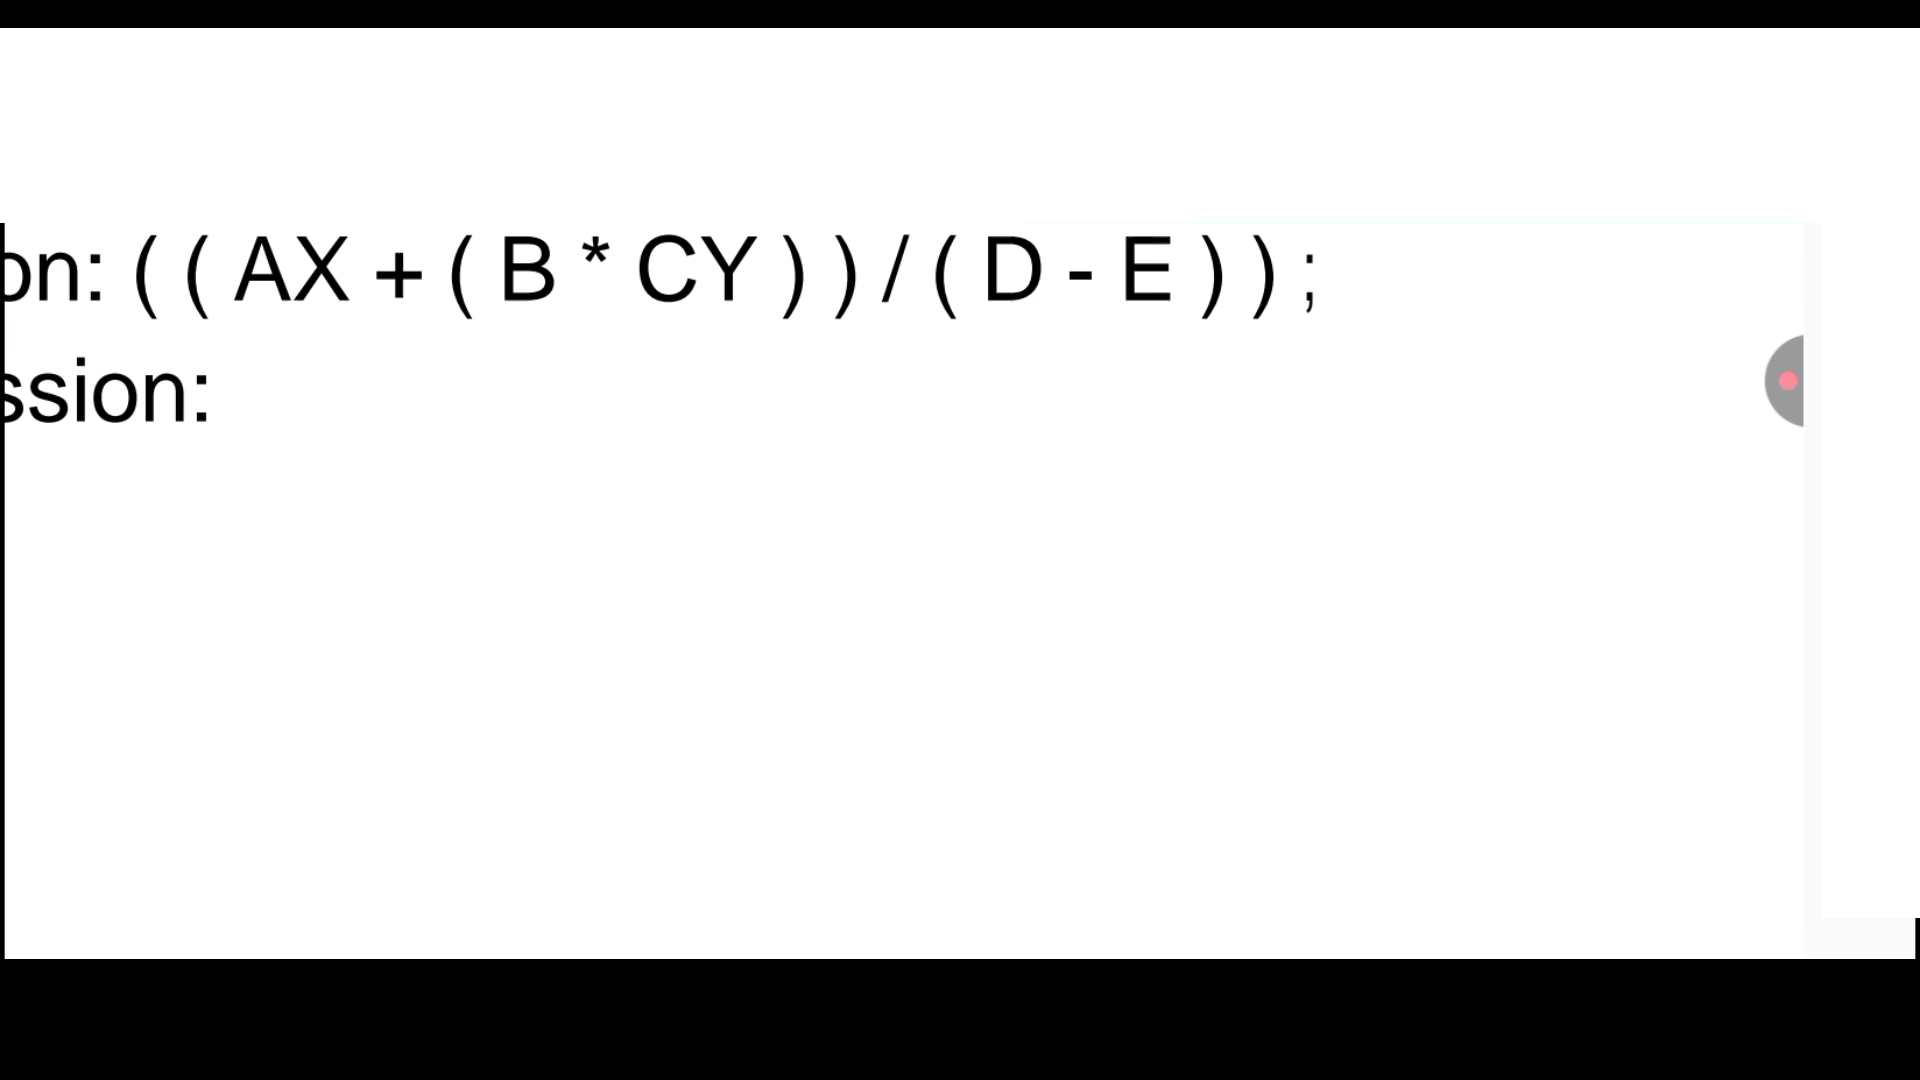 on: ( ( AX + ( B * CY ) ) / ( D - E ) ) ;
ssion: